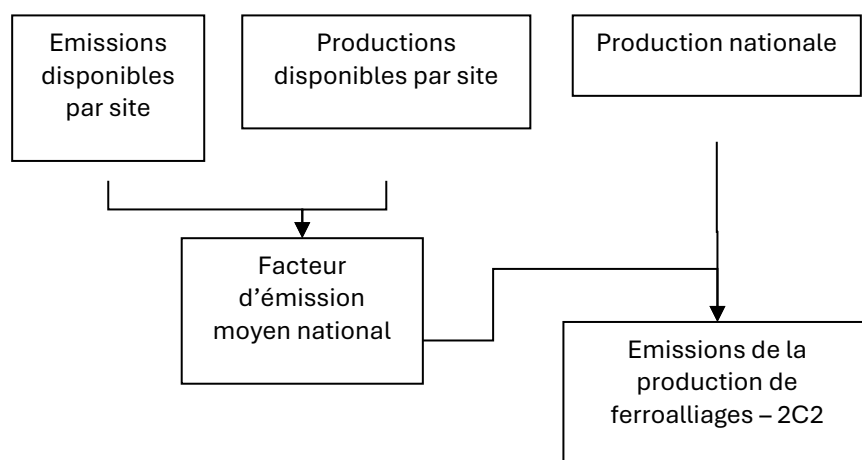 Emissions
disponibles
par site
Productions
disponibles par site
Production nationale
Facteur
d’émission
moyen national
Emissions de la
production de
ferroalliages – 2C2